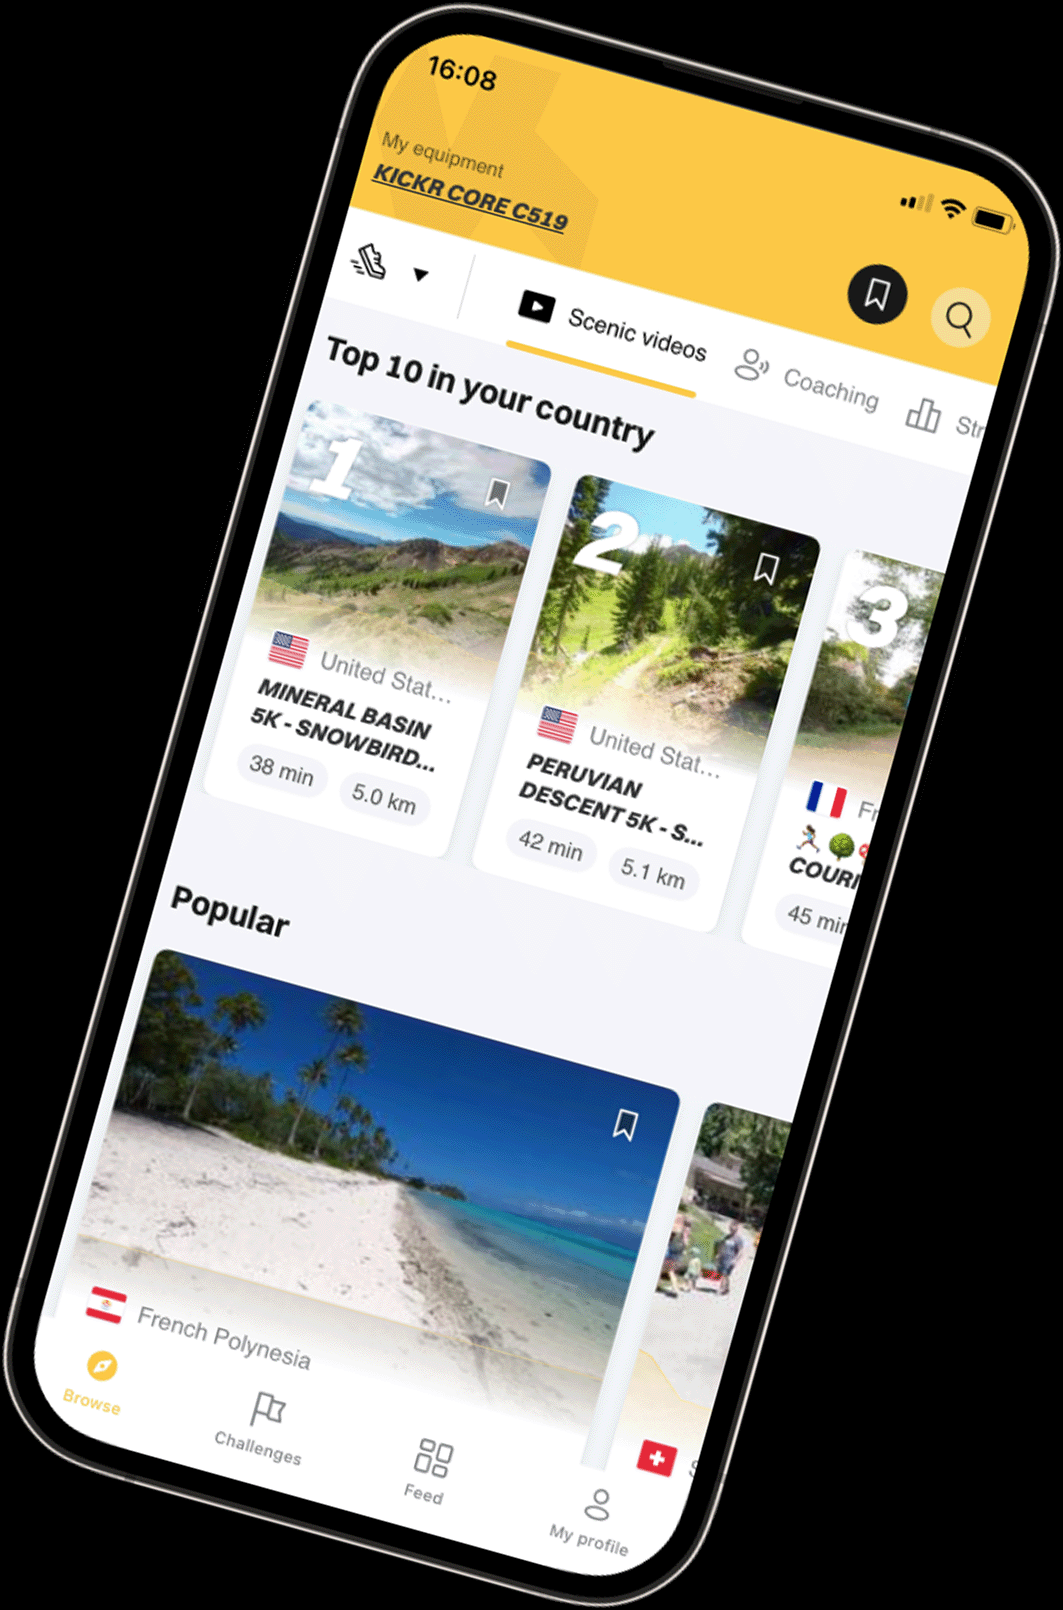 16:08
My equipment
KICKR CORE C519
Scenic videos
Coaching
Str
Top 10 in your country
1
2
3
United Stat...
MINERAL BASIN
5K - SNOWBIRD...
38 min
5.0 km
United Stat...
PERUVIAN
DESCENT 5K - S...
42 min
5.1 km
Fr
COURI
45 min
Popular
French Polynesia
S
Browse
Challenges
Feed
My profile